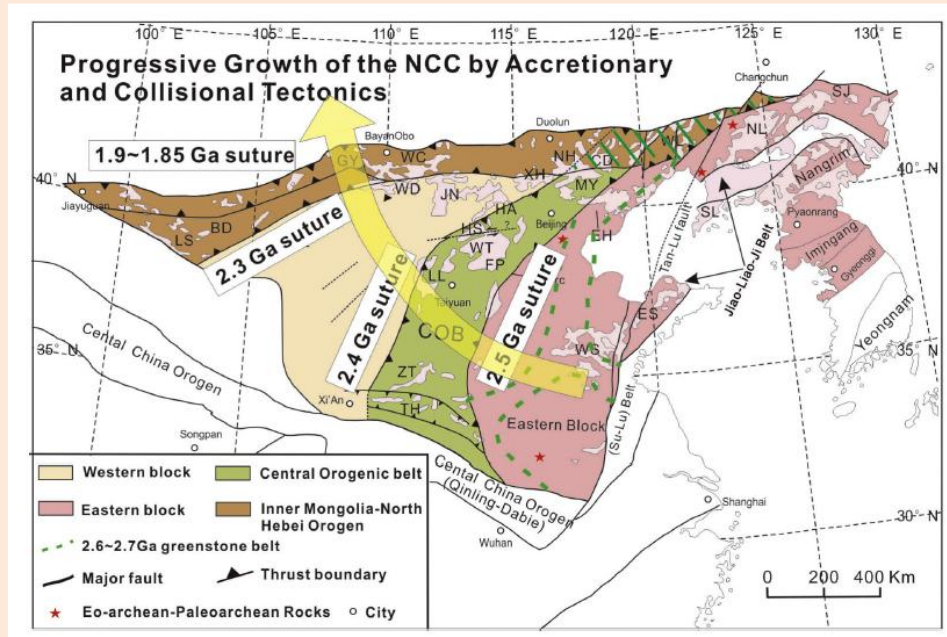 100° E 105° E 110° E 115° E 120° E 125° E 130° E
Progressive Growth of the NCC by Accretionary
and Collisional Tectonics
Changchun
SJ
BayanObo
Duolun
NL
1.9~1.85 Ga suture
GY
WC
NH
CD
WL
40° N
XH
MY
40° N
Nangrim
Jiayuguan
WD
JN
HA
Beijing
SL
Pyaonrang
BD
LS
2.3 Ga suture
HS
?
WT
EH
Tan-Lu fault
Imjngang
Gyeonggi
LL
FP
Taiyuan
Jiao-Liao-Ji Belt
2.4 Ga suture
COB
2.5 Ga suture
ES
Yeongnam
35° N
WS
35° N
Cental China Orogen
ZT
Xi'An
TH
Eastern Block
(Su-Lu) Belt
Songpan
Cental China Orogen
(Qinling-Dabie)
Shanghai
Wuhan
30° N
Western block
Central Orogenic belt
Eastern block
Inner Mongolia-North
Hebei Orogen
2.6~2.7Ga greenstone belt
Major fault
Thrust boundary
Eo-archean-Paleoarchean Rocks
City
0 200 400 Km